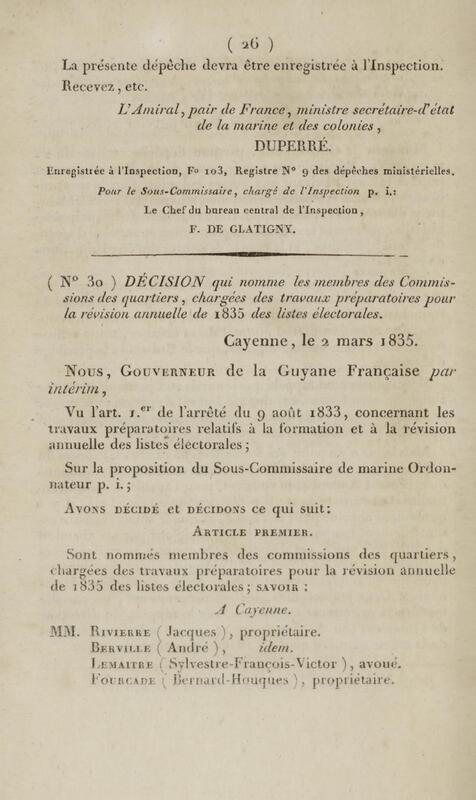 ( 26 )
La présente dépêche devra être enregistrée à l'Inspection.
Recevez, etc.
L'Amiral, pair de France, ministre secrétaire-d'état
de la marine et des colonies,
DUPERRÉ.
Enregistrée à l'Inspection, Fo 103, Registre N° 9 des dépêches ministérielles.
Pour le Sous-Commissaire, chargé de l'Inspection p. i.:
Le Chef du bureau central de l'Inspection,
F. DE GLATIGNY.
( N° 30 ) DÉCISION qui nomme les membres des Commis-
sions des quartiers, chargées des travaux préparatoires pour
la révision annuelle de 1835 des listes électorales.
Cayenne, le 2 mars 1835.
NOUS, GOUVERNEUR de la Guyane Française par
intérim,
Vu l'art. 1.er de l'arrêté du 9 août 1833, concernant les
travaux préparatoires relatifs à la formation et à la révision
annuelle des listes électorales;
Sur la proposition du Sous-Commissaire de marine Ordon-
nateur p. i.;
AVONS DÉCIDÉ et DÉCIDONS ce qui suit:
ARTICLE PREMIER.
Sont nommés membres des commissions des quartiers,
chargées des travaux préparatoires pour la révision annuelle
de 1835 des listes électorales; SAVOIR :
A Cayenne.
MM. RIVIERRE ( Jacques ), propriétaire.
BERVILLE ( André ), idem.
LEMAITRE ( Sylvestre-François-Victor ), avoué.
FOURCADE ( Bernard-Houques ), propriétaire.